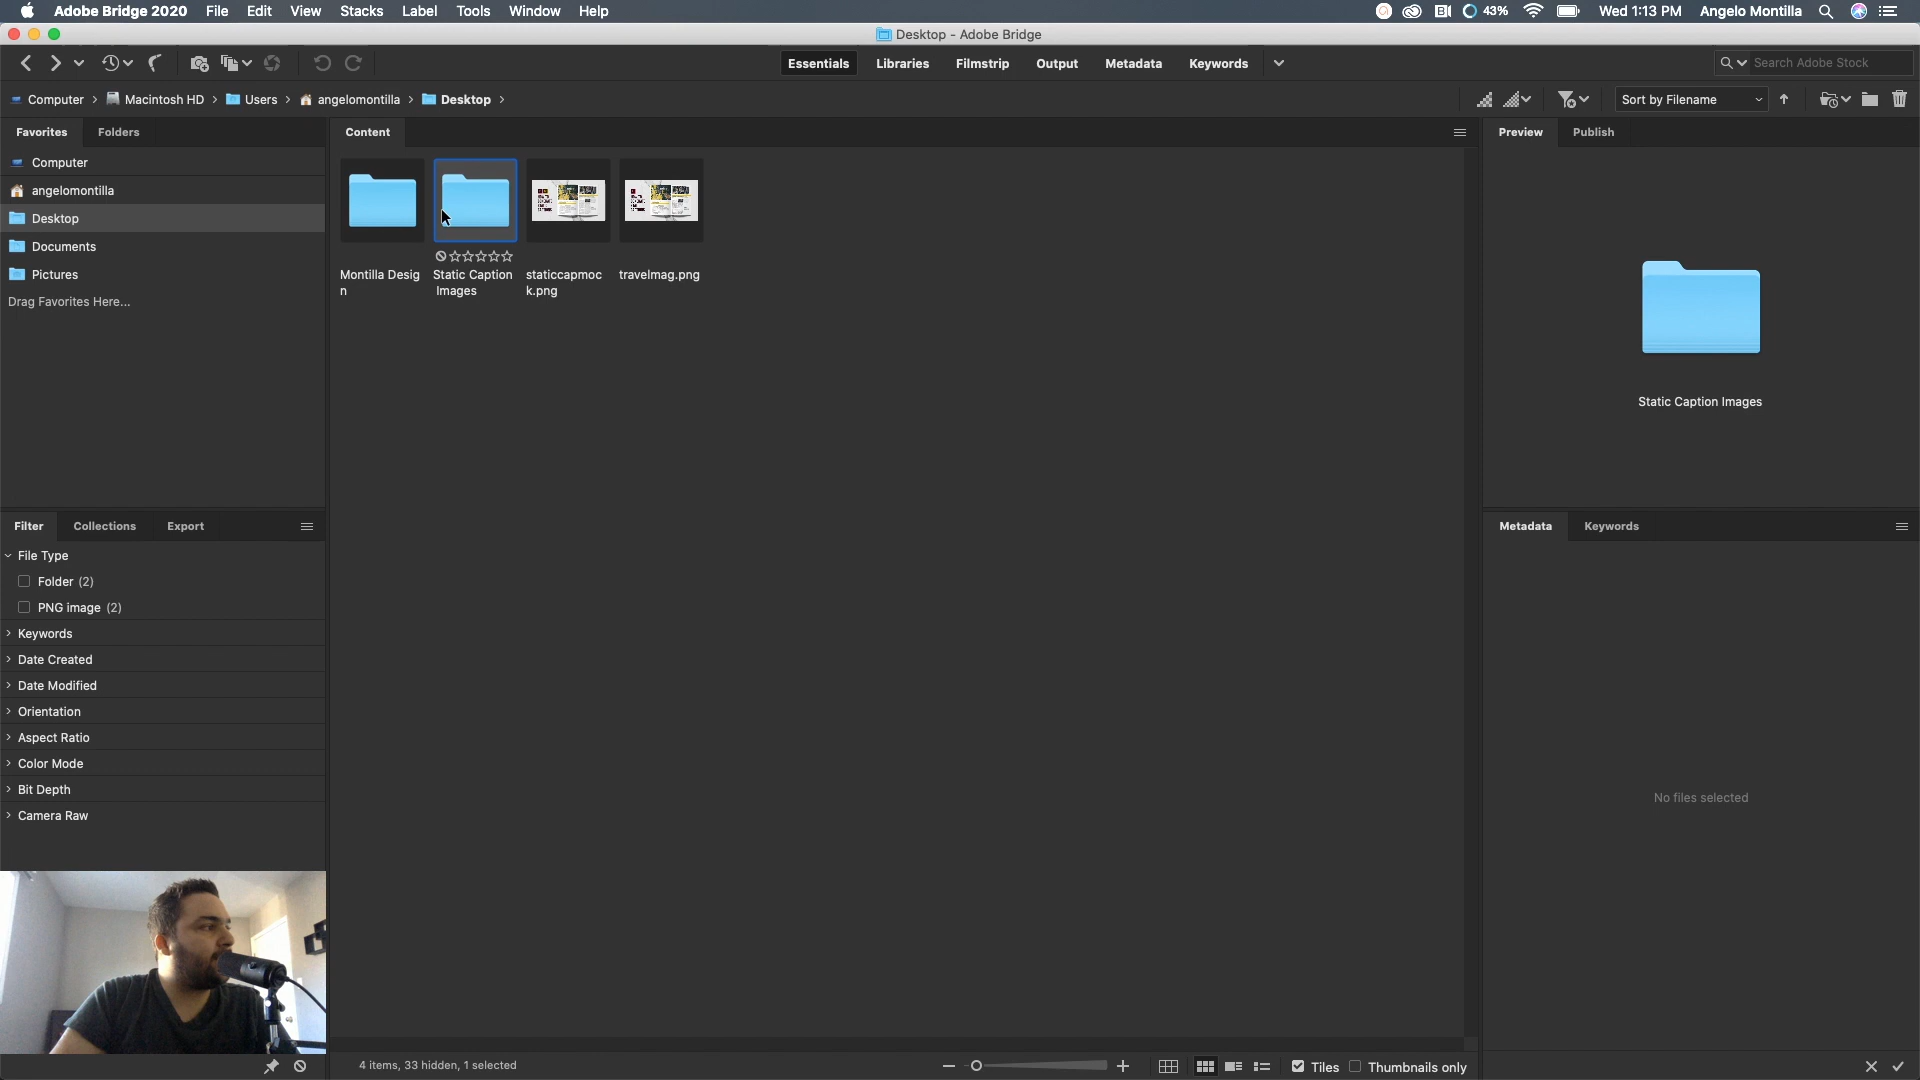 Adobe Bridge 2020 File Edit View Stacks Label Tools Window Help
43% Wed 1:13 PM Angelo Montilla
Desktop - Adobe Bridge
Essentials Libraries Filmstrip Output Metadata Keywords
Search Adobe Stock
Computer > Macintosh HD > Users > angelomontilla > Desktop >
Sort by Filename
Favorites Folders
Computer
angelomontilla
Desktop
Documents
Pictures
Drag Favorites Here...
Content
Montilla Desig
n
Static Caption
Images
staticcapmoc
k.png
travelmag.png
Preview Publish
Static Caption Images
Filter Collections Export
File Type
Folder (2)
PNG image (2)
Keywords
Date Created
Date Modified
Orientation
Aspect Ratio
Color Mode
Bit Depth
Camera Raw
Metadata Keywords
No files selected
4 items, 33 hidden, 1 selected
Tiles Thumbnails only